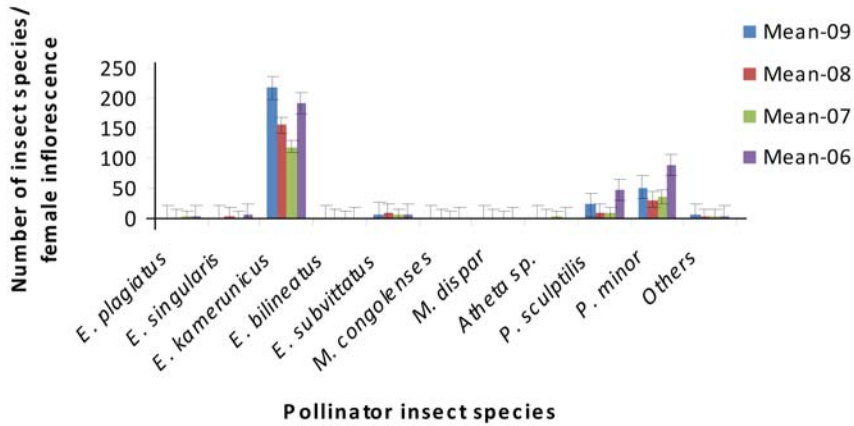 Number of insect species/
female inflorescence
250
200
150
100
50
0
E. plagiatus
E. singularis
E. kamerunicus
E. bilineatus
E. subvittatus
M. congolenses
M. dispar
Atheta sp.
P. sculptilis
P. minor
Others
Pollinator insect species
Mean-09
Mean-08
Mean-07
Mean-06